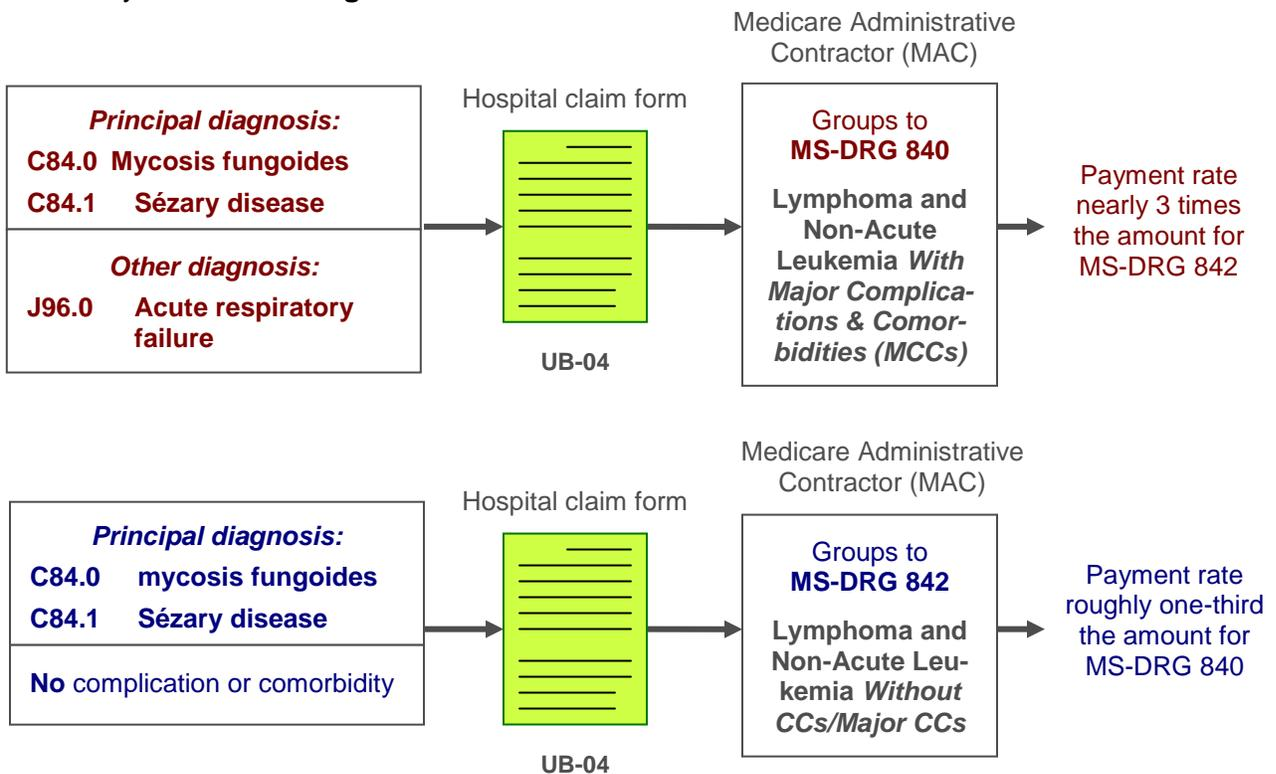 Medicare Administrative
Contractor (MAC)
Hospital claim form
Principal diagnosis:
C84.0 Mycosis fungoides
C84.1 Sézary disease
Other diagnosis:
J96.0 Acute respiratory
failure
UB-04
Groups to
MS-DRG 840
Lymphoma and
Non-Acute
Leukemia With
Major Complica-
tions & Comor-
bidities (MCCs)
Payment rate
nearly 3 times
the amount for
MS-DRG 842
Medicare Administrative
Contractor (MAC)
Hospital claim form
Principal diagnosis:
C84.0 mycosis fungoides
C84.1 Sézary disease
No complication or comorbidity
UB-04
Groups to
MS-DRG 842
Lymphoma and
Non-Acute Leu-
kemia Without
CCs/Major CCs
Payment rate
roughly one-third
the amount for
MS-DRG 840